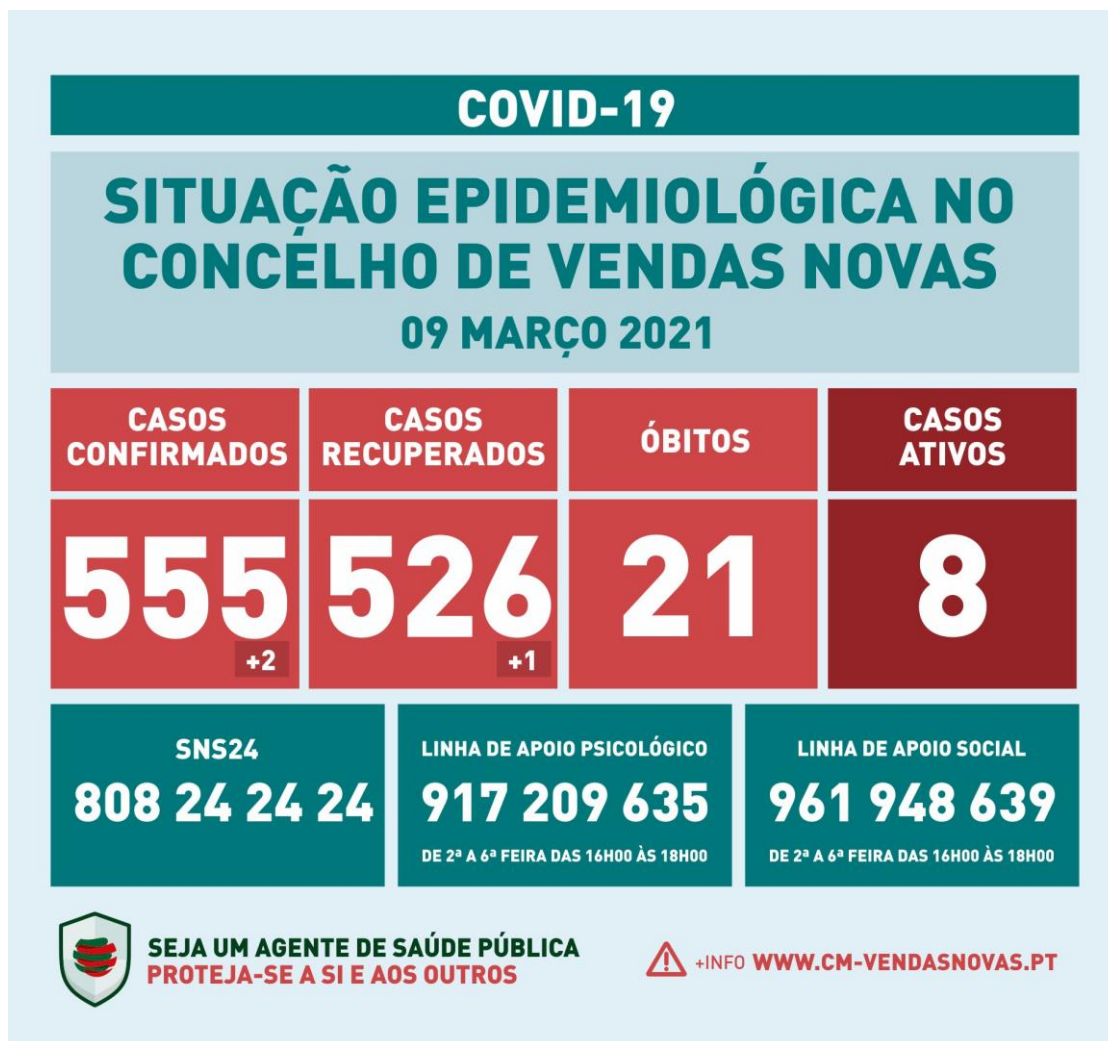 COVID-19
SITUAÇÃO EPIDEMIOLÓGICA NO
CONCELHO DE VENDAS NOVAS
09 MARÇO 2021
CASOS
CONFIRMADOS
555
+2
CASOS
RECUPERADOS
526
+1
ÓBITOS
21
CASOS
ATIVOS
8
SNS24
808 24 24 24
LINHA DE APOIO PSICOLÓGICO
917 209 635
DE 2ª A 6ª FEIRA DAS 16H00 ÀS 18H00
LINHA DE APOIO SOCIAL
961 948 639
DE 2ª A 6ª FEIRA DAS 16H00 ÀS 18H00
SEJA UM AGENTE DE SAÚDE PÚBLICA
PROTEJA-SE A SI E AOS OUTROS
+INFO WWW.CM-VENDASNOVAS.PT